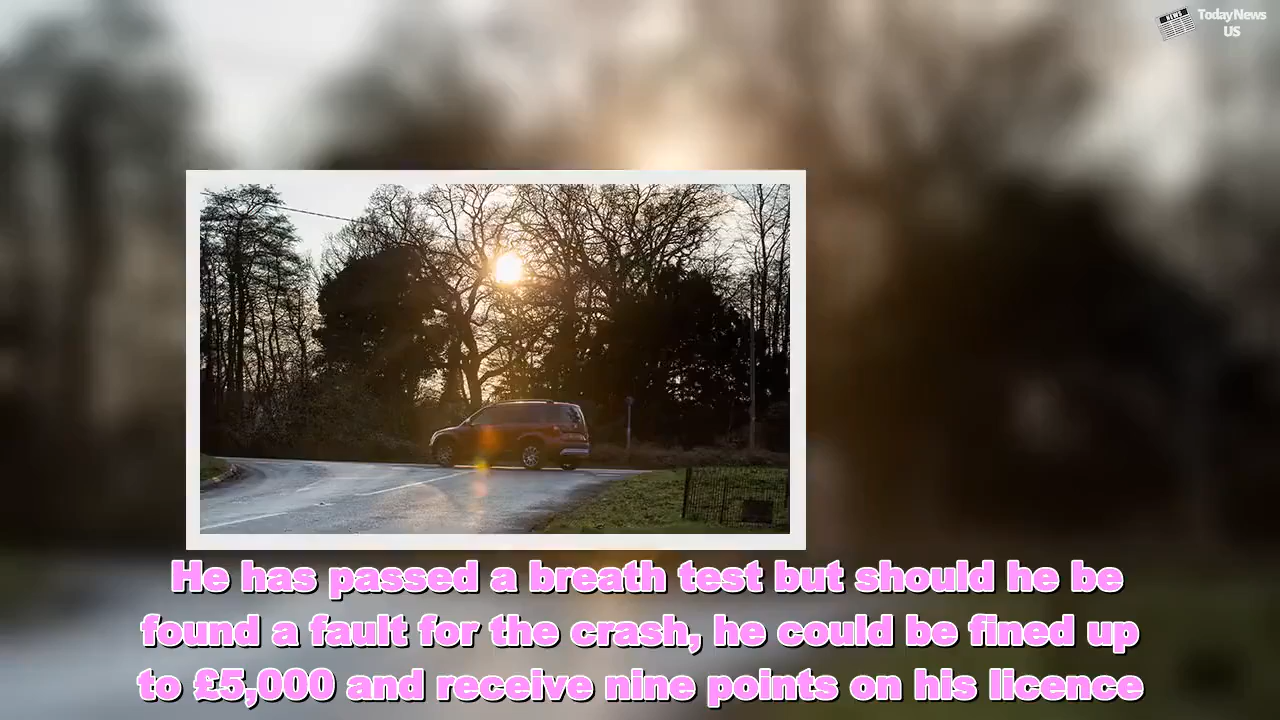 NEWS
TodayNews
US
He has passed a breath test but should he be
found a fault for the crash, he could be fined up
to £5,000 and receive nine points on his licence